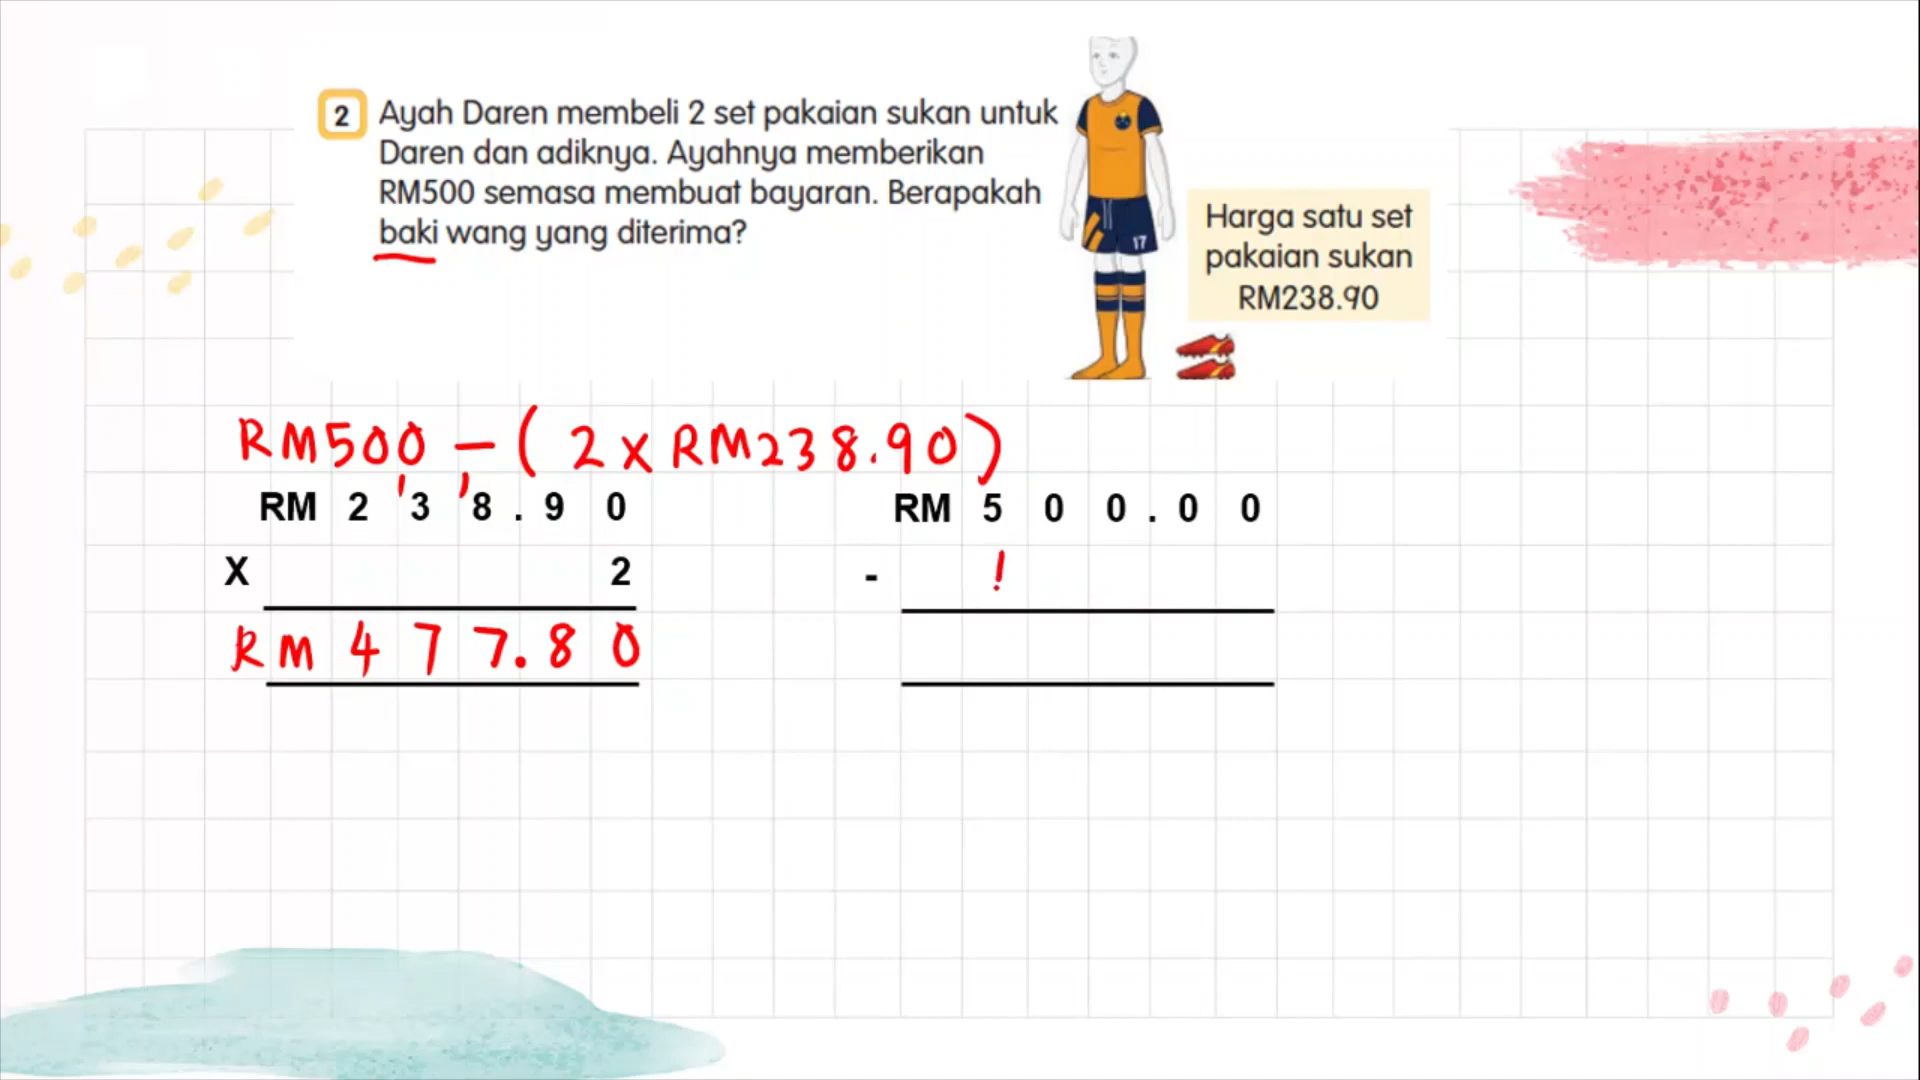 2 Ayah Daren membeli 2 set pakaian sukan untuk
Daren dan adiknya. Ayahnya memberikan
RM500 semasa membuat bayaran. Berapakah
baki wang yang diterima?
17
Harga satu set
pakaian sukan
RM238.90
RM500 – ( 2 x RM238.90 )
RM 2 3 8 . 9 0
X 2
RM 4 7 7 . 8 0
RM 5 0 0 . 0 0
-